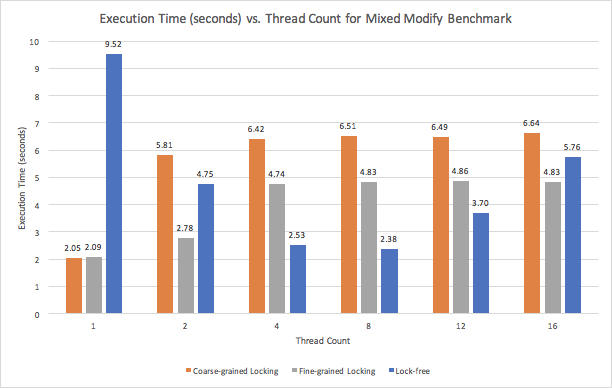 Execution Time (seconds) vs. Thread Count for Mixed Modify Benchmark
Execution Time (seconds)
10
9
8
7
6
5
4
3
2
1
0
2.05 2.09 9.52
5.81 2.78 4.75
6.42 4.74 2.53
6.51 4.83 2.38
6.49 4.86 3.70
6.64 4.83 5.76
1 2 4 8 12 16
Thread Count
Coarse-grained Locking Fine-grained Locking Lock-free